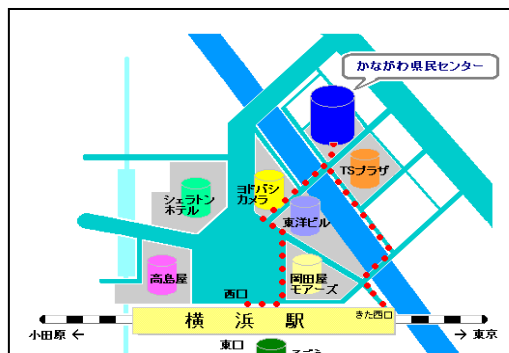 かながわ県民センター
TSプラザ
ヨドバシ
カメラ
シェラトン
ホテル
東洋ビル
高島屋
岡田屋
モアーズ
西口
きた西口
横浜駅
小田原 ←
→ 東京
東口